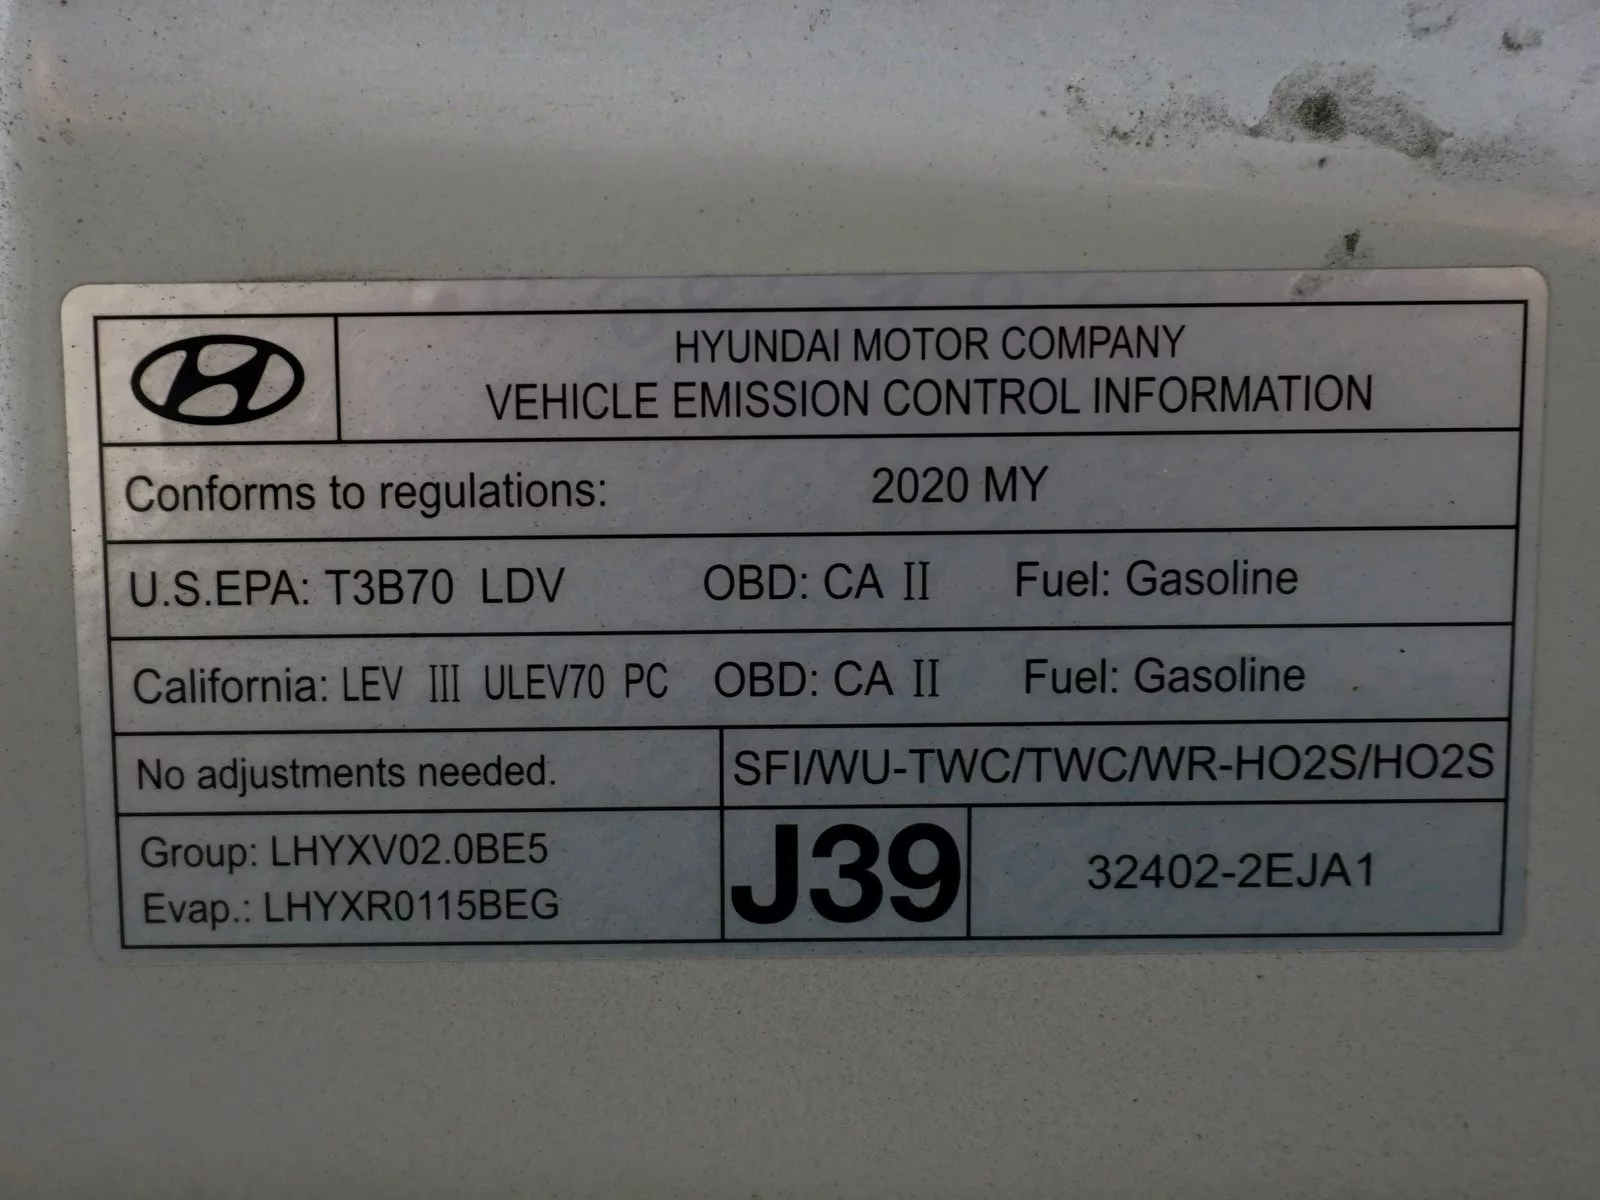 HYUNDAI MOTOR COMPANY
VEHICLE EMISSION CONTROL INFORMATION
Conforms to regulations: 2020 MY
U.S.EPA: T3B70 LDV OBD: CA II Fuel: Gasoline
California: LEV III ULEV70 PC OBD: CA II Fuel: Gasoline
No adjustments needed. SFI/WU-TWC/TWC/WR-HO2S/HO2S
Group: LHYXV02.0BE5
Evap.: LHYXR0115BEG
J39
32402-2EJA1